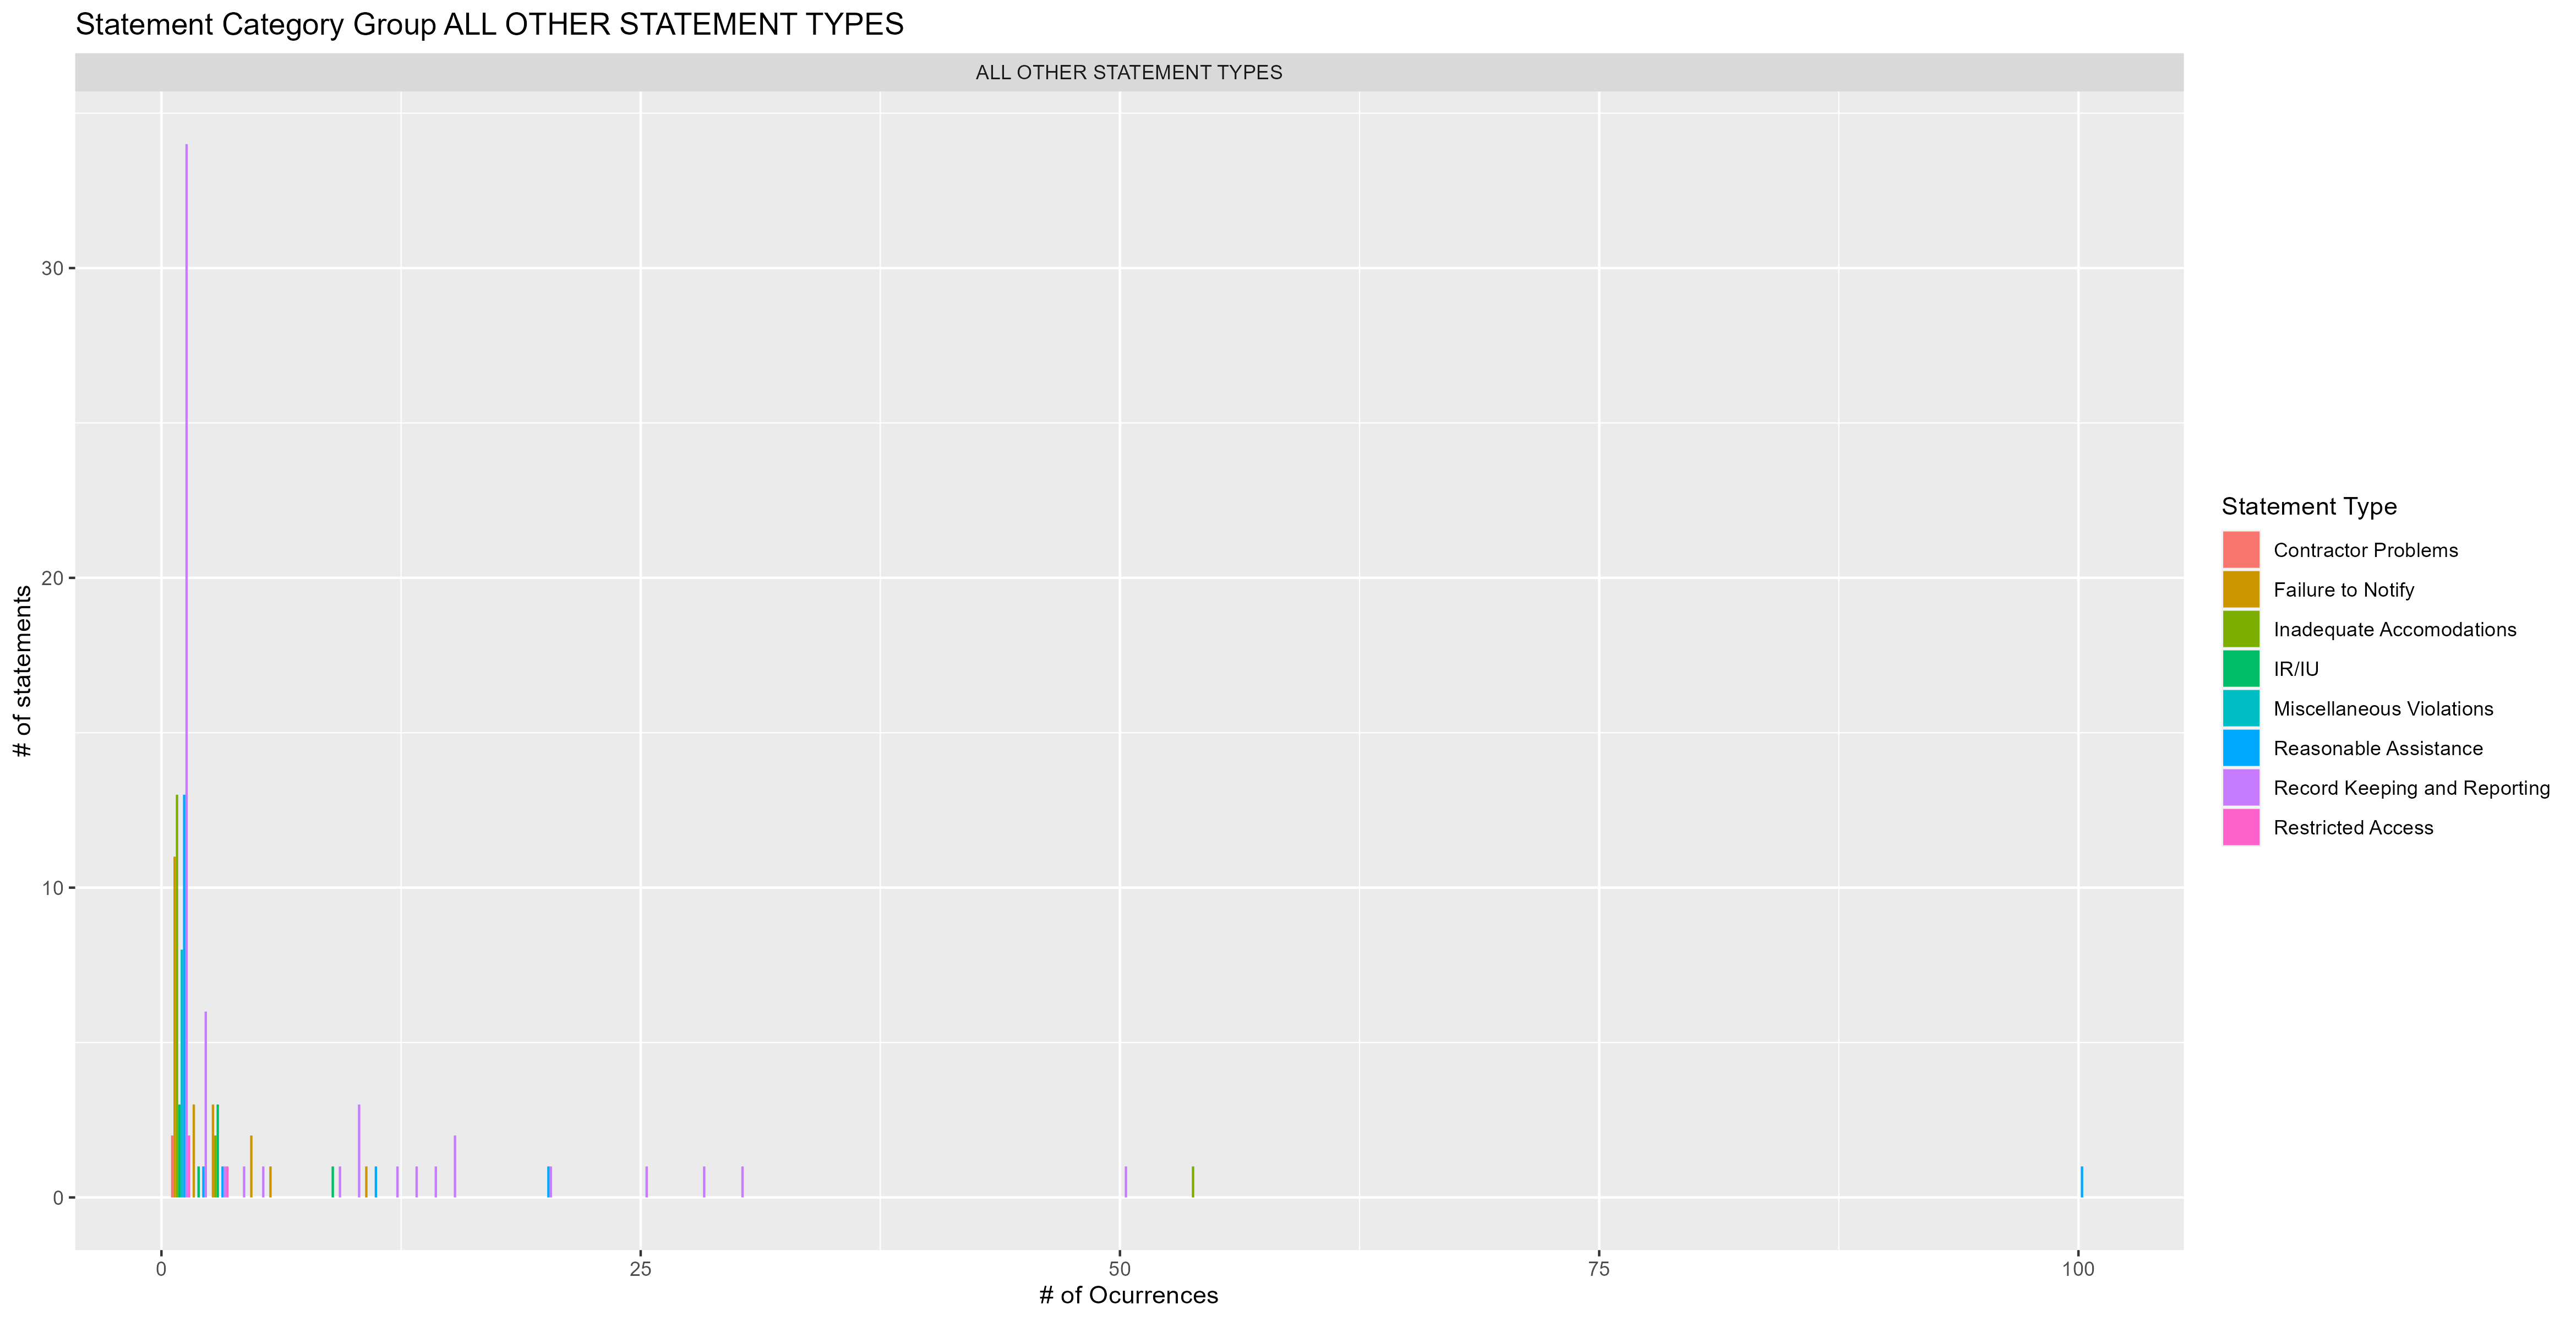 Statement Category Group ALL OTHER STATEMENT TYPES
ALL OTHER STATEMENT TYPES
# of statements
30
20
10
0
0
25
50
75
100
# of Ocurrences
Statement Type
Contractor Problems
Failure to Notify
Inadequate Accomodations
IR/IU
Miscellaneous Violations
Reasonable Assistance
Record Keeping and Reporting
Restricted Access